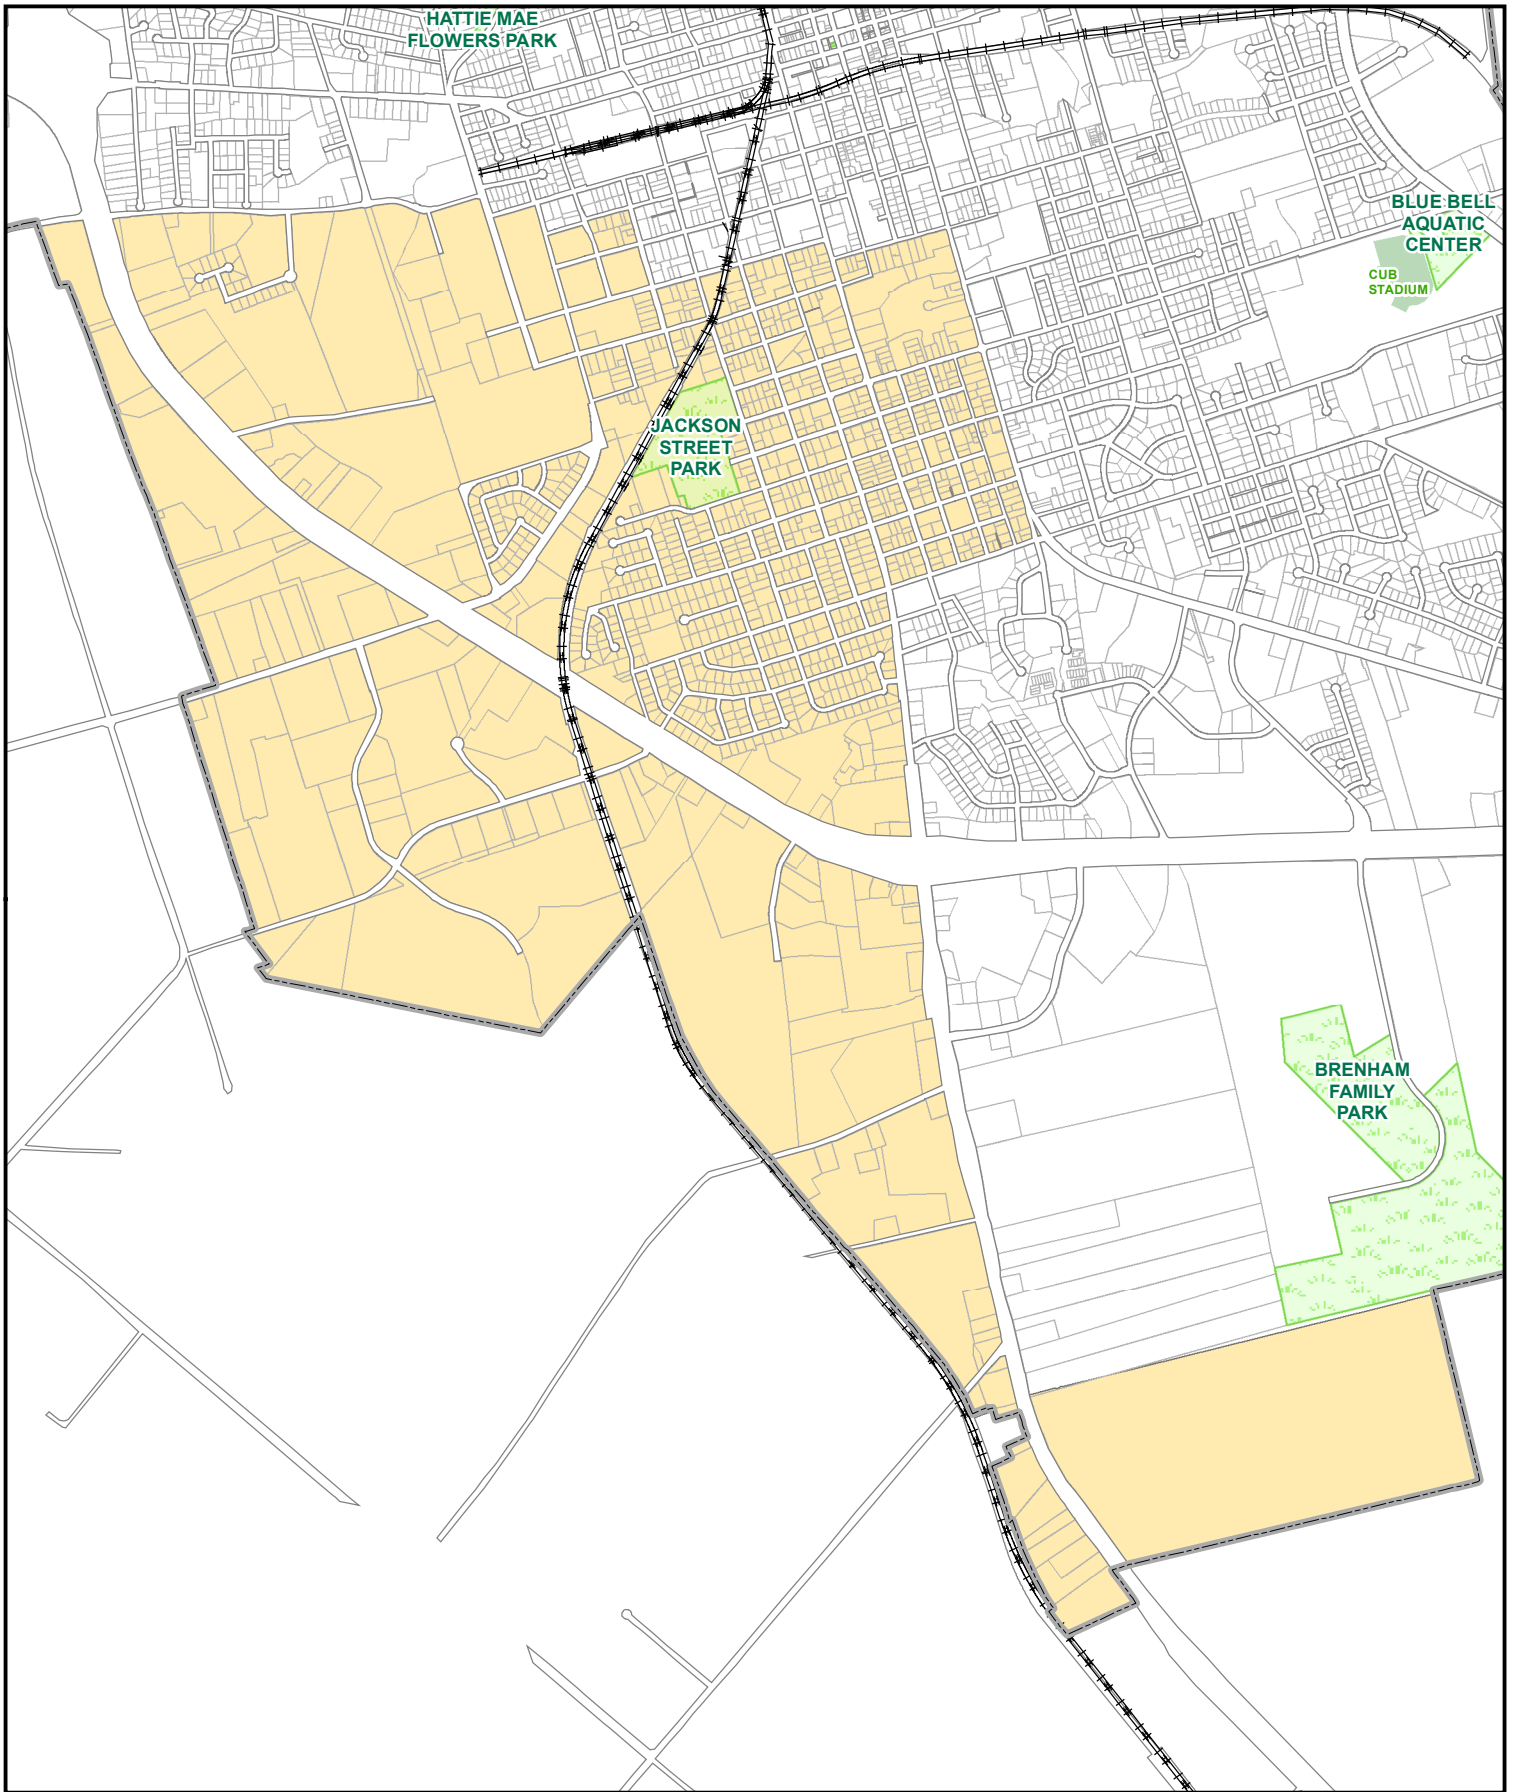 HATTIE MAE
FLOWERS PARK
BLUE BELL
AQUATIC
CENTER
CUB
STADIUM
JACKSON
STREET
PARK
BRENHAM
FAMILY
PARK